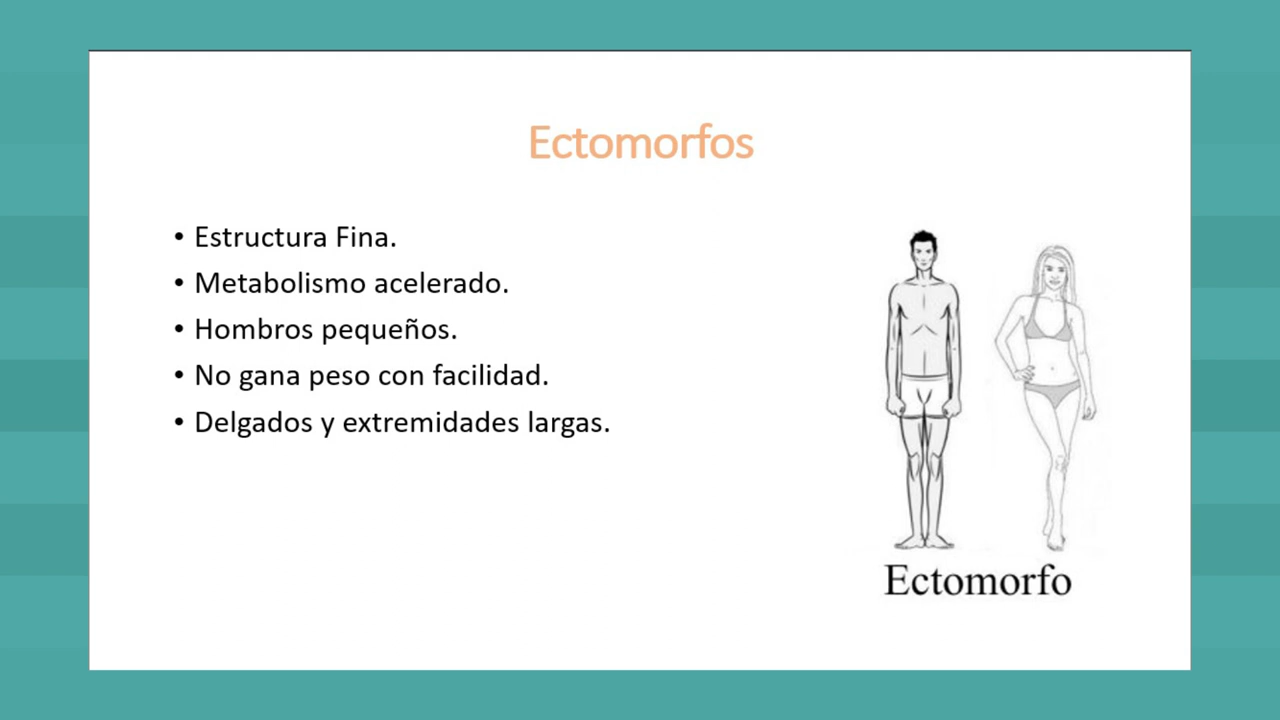 Ectomorfos
• Estructura Fina.
• Metabolismo acelerado.
• Hombros pequeños.
• No gana peso con facilidad.
• Delgados y extremidades largas.
Ectomorfo